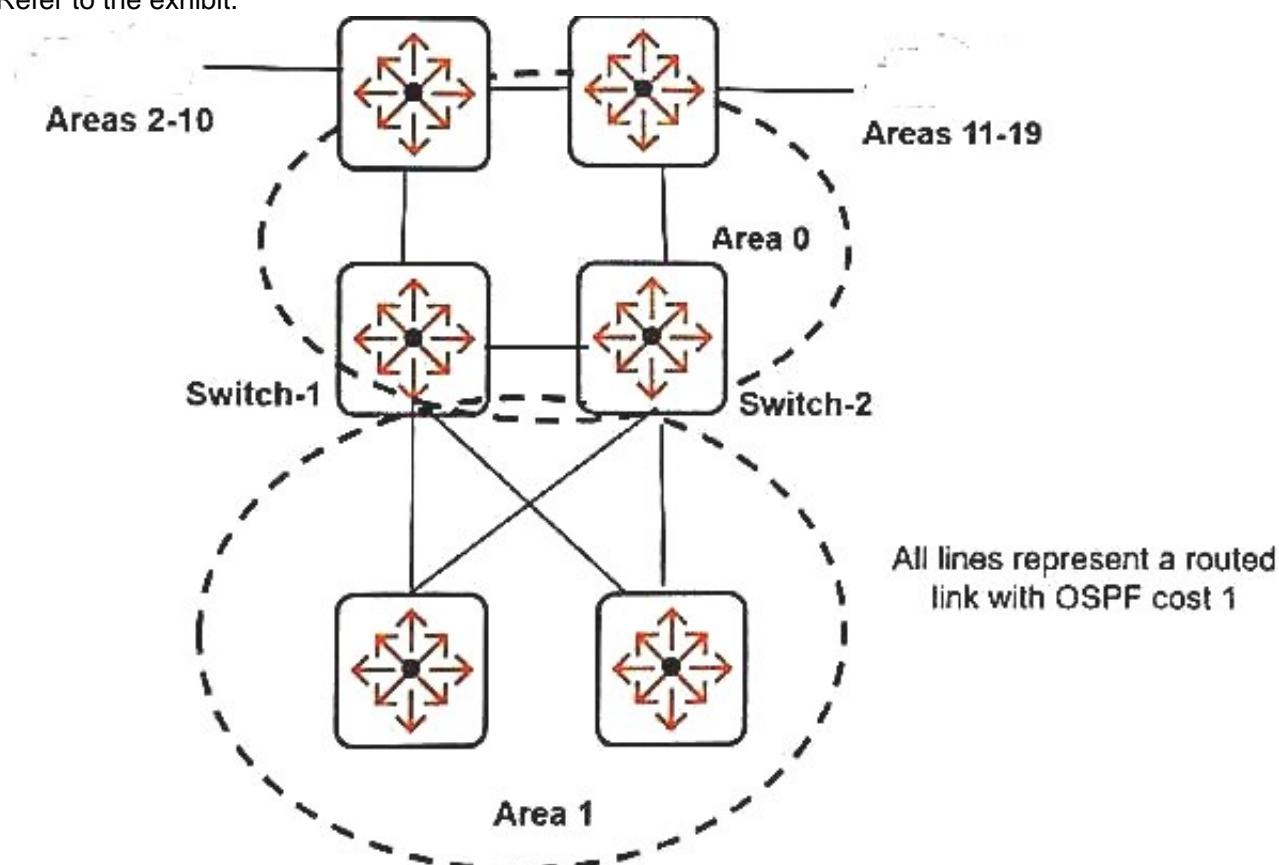 Refer to the exhibit.
Areas 2-10
Areas 11-19
Area 0
Switch-1
Switch-2
All lines represent a routed
link with OSPF cost 1
Area 1